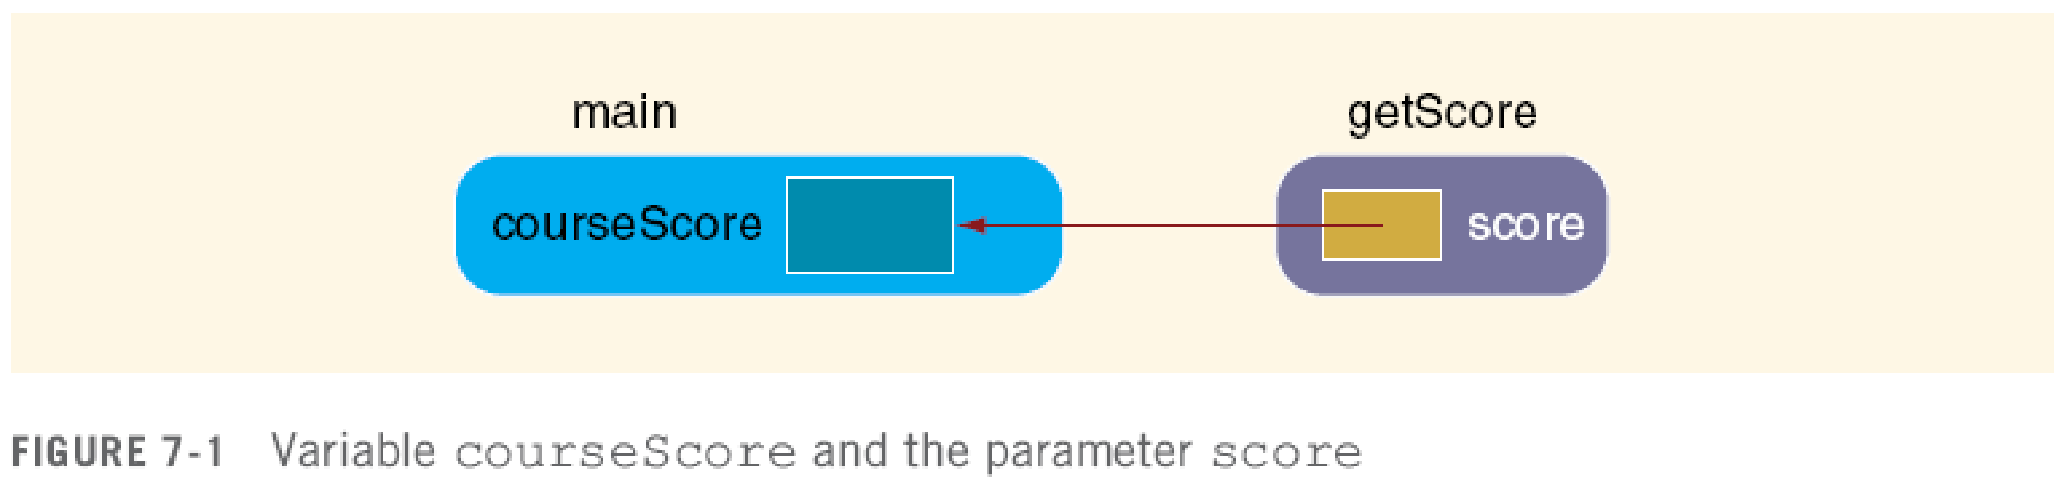 main
getScore
courseScore
score
FIGURE 7-1 Variable courseScore and the parameter score